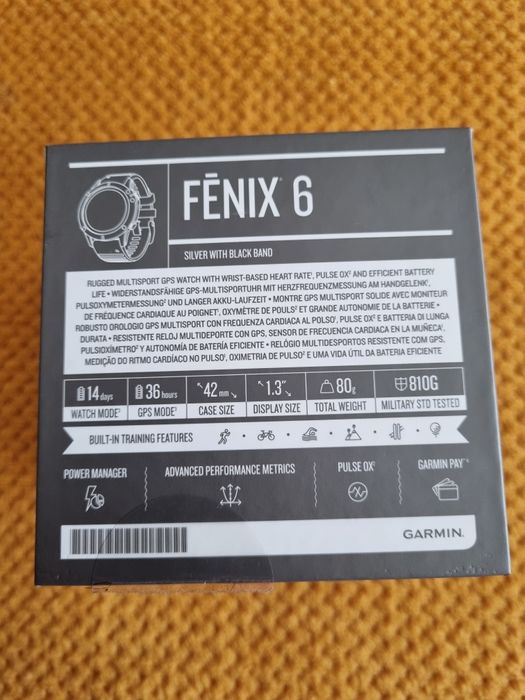 FĒNIX® 6
SILVER WITH BLACK BAND
RUGGED MULTISPORT GPS WATCH WITH WRIST-BASED HEART RATE¹, PULSE OX² AND EFFICIENT BATTERY
LIFE • WIDERSTANDSFÄHIGE GPS-MULTISPORTUHR MIT HERZFREQUENZMESSUNG AM HANDGELENK¹,
PULSOXYMETERMESSUNG² UND LANGER AKKU-LAUFZEIT • MONTRE GPS MULTISPORT SOLIDE AVEC MONITEUR
DE FRÉQUENCE CARDIAQUE AU POIGNET¹, OXYMÈTRE DE POULS² ET GRANDE AUTONOMIE DE LA BATTERIE •
ROBUSTO OROLOGIO GPS MULTISPORT CON FREQUENZA CARDIACA AL POLSO¹, PULSE OX² E BATTERIA DI LUNGA
DURATA • RESISTENTE RELOJ MULTIDEPORTE CON GPS, SENSOR DE FRECUENCIA CARDIACA EN LA MUÑECA¹,
PULSIOXÍMETRO² Y AUTONOMÍA DE BATERÍA EFICIENTE • RELÓGIO MULTIDESPORTOS RESISTENTE COM GPS,
MEDIÇÃO DO RITMO CARDÍACO NO PULSO¹, OXIMETRIA DE PULSO² E UMA VIDA ÚTIL DA BATERIA EFICIENTE
14 days 36 hours 42 mm 1.3" 80g 810G
WATCH MODE³ GPS MODE³ CASE SIZE DISPLAY SIZE TOTAL WEIGHT MILITARY STD TESTED
BUILT-IN TRAINING FEATURES
POWER MANAGER ADVANCED PERFORMANCE METRICS PULSE OX² GARMIN PAY™⁴
GARMIN.